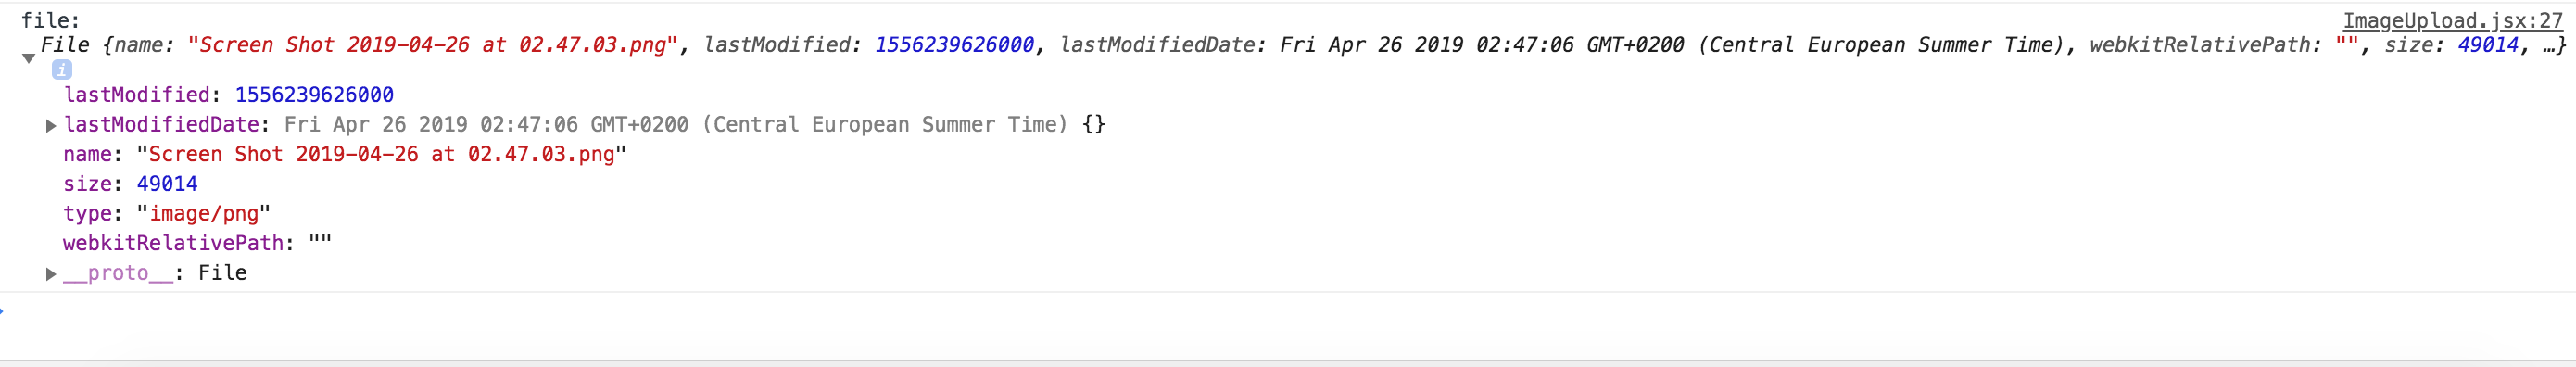 file: ImageUpload.jsx:27
▼ File {name: "Screen Shot 2019-04-26 at 02.47.03.png", lastModified: 1556239626000, lastModifiedDate: Fri Apr 26 2019 02:47:06 GMT+0200 (Central European Summer Time), webkitRelativePath: "", size: 49014, …}
i
lastModified: 1556239626000
▶ lastModifiedDate: Fri Apr 26 2019 02:47:06 GMT+0200 (Central European Summer Time) {}
name: "Screen Shot 2019-04-26 at 02.47.03.png"
size: 49014
type: "image/png"
webkitRelativePath: ""
▶ __proto__: File